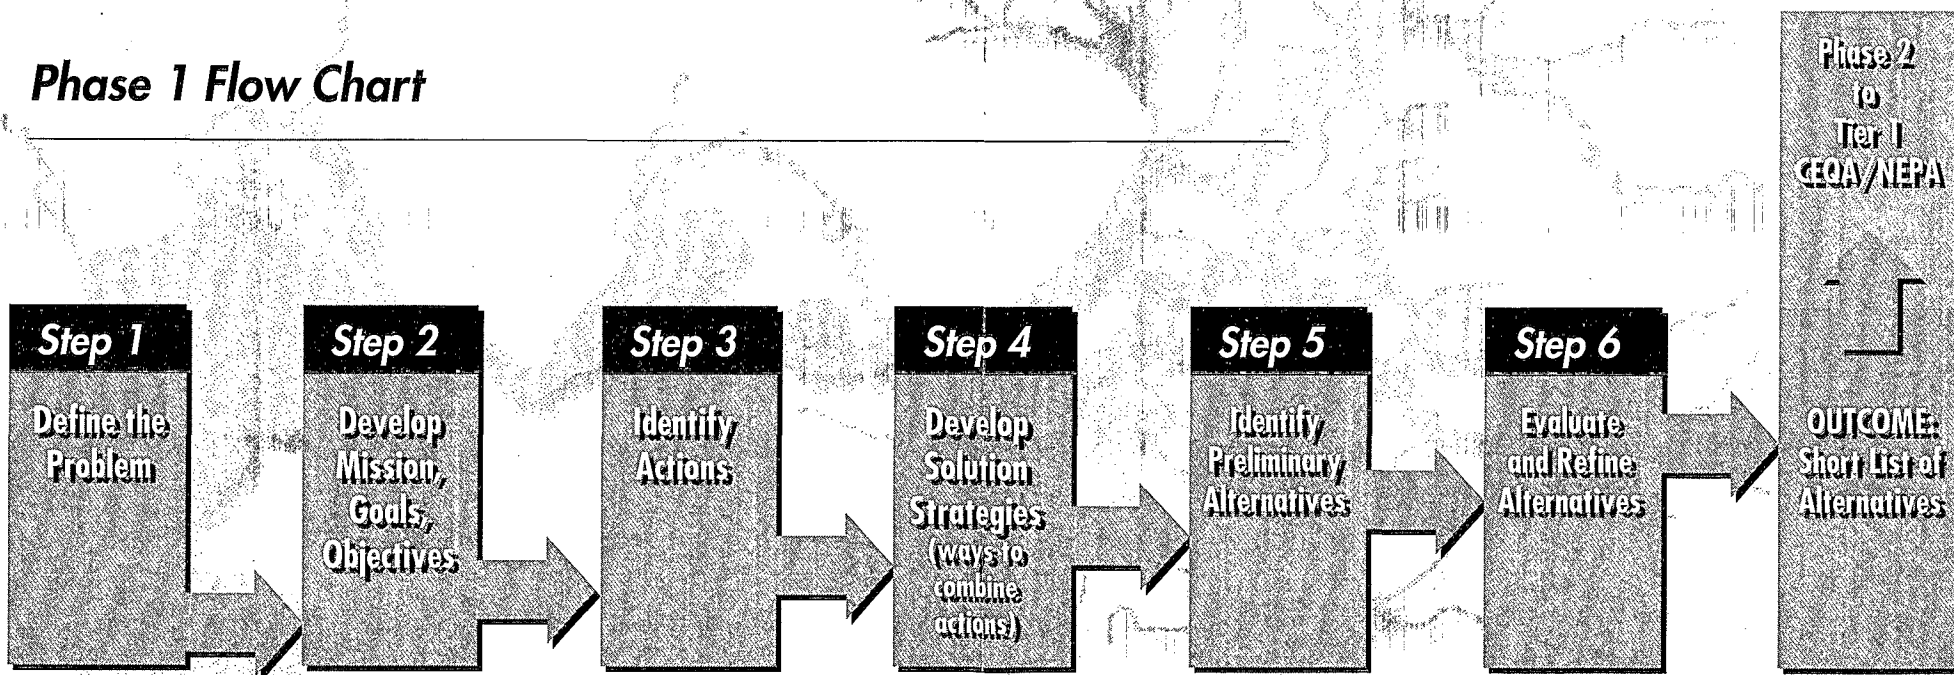 Phase 1 Flow Chart
Step 1
Define the
Problem
Step 2
Develop
Mission,
Goals,
Objectives
Step 3
Identify
Actions
Step 4
Develop
Solution
Strategies
(ways to
combine
actions)
Step 5
Identify
Preliminary
Alternatives
Step 6
Evaluate
and Refine
Alternatives
Phase 2
to
Tier 1
CEQA/NEPA
OUTCOME:
Short List of
Alternatives